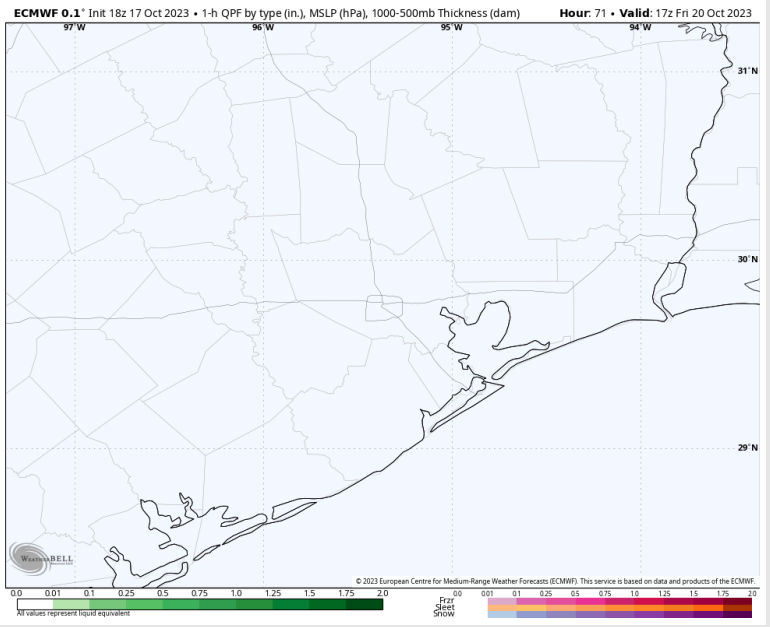 ECMWF 0.1° Init 18z 17 Oct 2023 • 1-h QPF by type (in.), MSLP (hPa), 1000-500mb Thickness (dam) Hour: 71 • Valid: 17z Fri 20 Oct 2023
97°W 96°W 95°W 94°W
31°N
30°N
29°N
WEATHERBELL
© 2023 European Centre for Medium-Range Weather Forecasts (ECMWF). This service is based on data and products of the ECMWF.
0.0 0.01 0.1 0.25 0.5 0.75 1.0 1.25 1.5 1.75 2.0
All values represent liquid equivalent
0.0 0.01 0.1 0.25 0.5 0.75 1.0 1.25 1.5 1.75 2.0
Frzr
Sleet
Snow